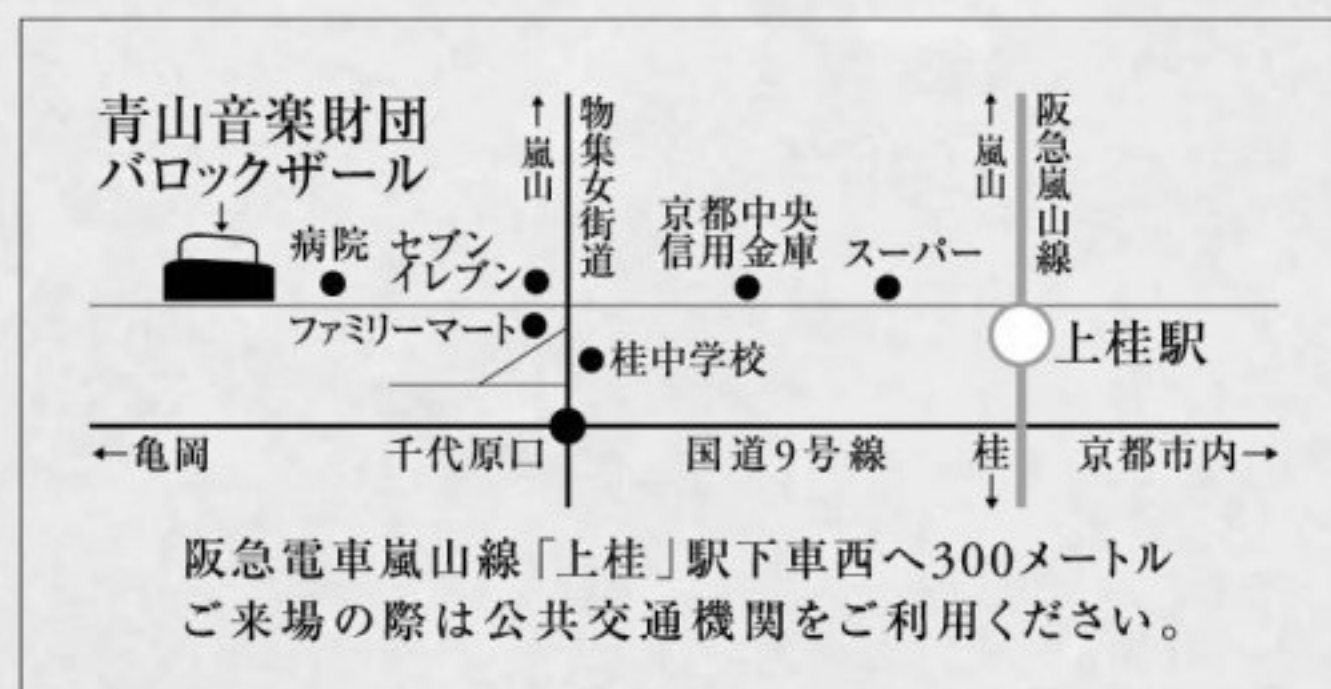 青山音楽財団
バロックザール
↓
病院
セブン
イレブン
ファミリーマート
↑嵐山
物集女街道
桂中学校
京都中央
信用金庫
スーパー
↑嵐山
阪急嵐山線
上桂駅
←亀岡
千代原口
国道9号線
桂↓
京都市内→
阪急電車嵐山線「上桂」駅下車西へ300メートル
ご来場の際は公共交通機関をご利用ください。